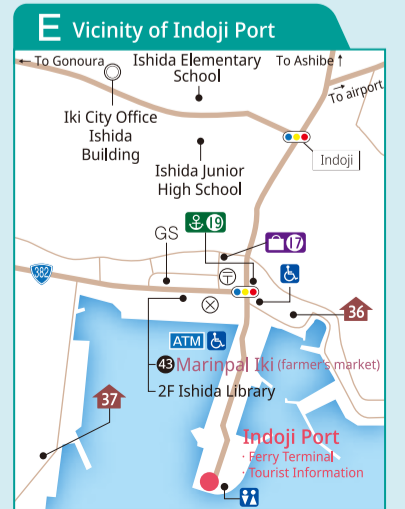 E Vicinity of Indoji Port
← To Gonoura
Ishida Elementary
School
To Ashibe ↑
To airport →
Iki City Office
Ishida
Building
Indoji
Ishida Junior
High School
19
GS
17
382
36
ATM
43 Marinpal Iki (farmer's market)
2F Ishida Library
37
Indoji Port
· Ferry Terminal
· Tourist Information